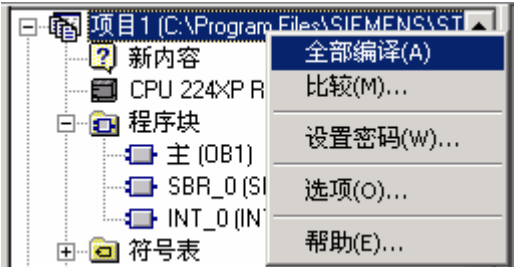 项目1 (C:\Program Files\SIEMENS\ST
新内容
CPU 224XP R
程序块
主 (OB1)
SBR_0 (SI
INT_0 (IN
符号表
全部编译(A)
比较(M)...
设置密码(W)...
选项(O)...
帮助(E)...